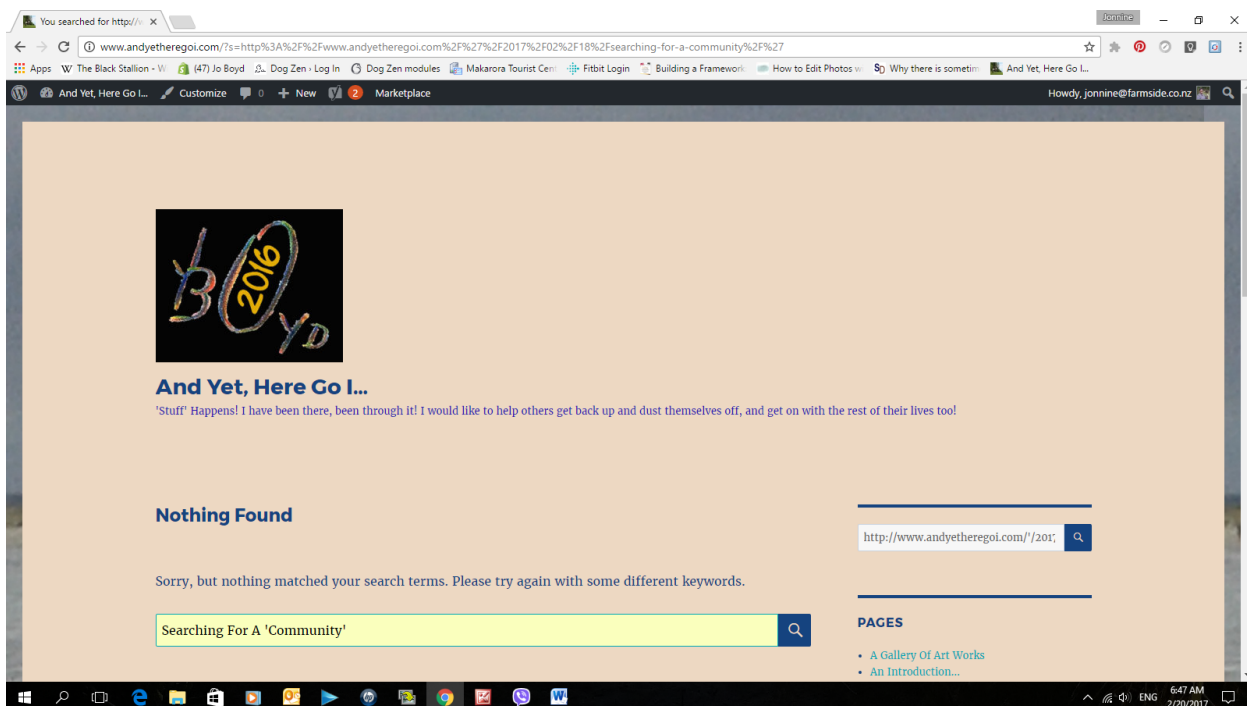 You searched for http://w
Jonnine
www.andyetheregoi.com/?s=http%3A%2F%2Fwww.andyetheregoi.com%2F%27%2F2017%2F02%2F18%2Fsearching-for-a-community%2F%27
Apps W The Black Stallion - W (47) Jo Boyd Dog Zen › Log In Dog Zen modules Makarora Tourist Cent Fitbit Login Building a Framework How to Edit Photos w Why there is sometim And Yet, Here Go I...
And Yet, Here Go I... Customize 0 + New 2 Marketplace Howdy, jonnine@farmside.co.nz
BOYD
2016
And Yet, Here Go I...
'Stuff' Happens! I have been there, been through it! I would like to help others get back up and dust themselves off, and get on with the rest of their lives too!
Nothing Found
http://www.andyetheregoi.com/'/2017
Sorry, but nothing matched your search terms. Please try again with some different keywords.
Searching For A 'Community'
PAGES
• A Gallery Of Art Works
• An Introduction...
ENG 6:47 AM
2/20/2017